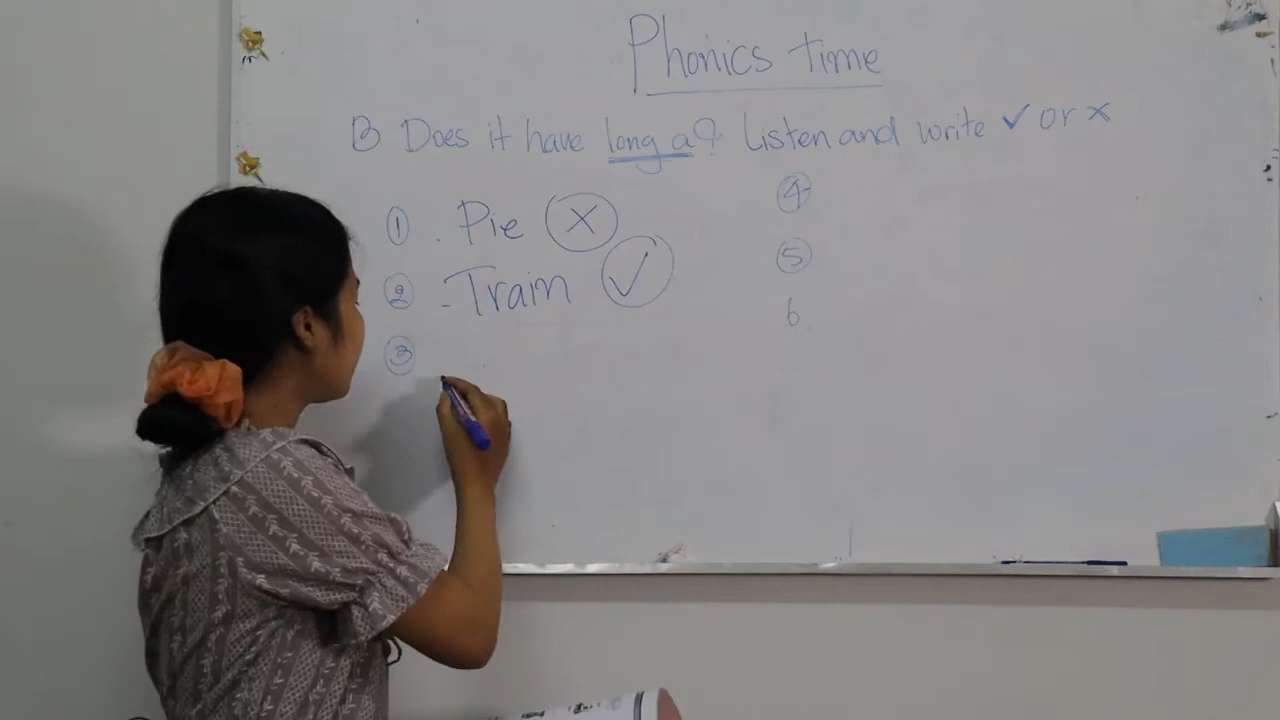 Phonics time
B Does it have long a? Listen and write ✓ or x
① . Pie ⓧ
② - Train ✓
③
④
⑤
6